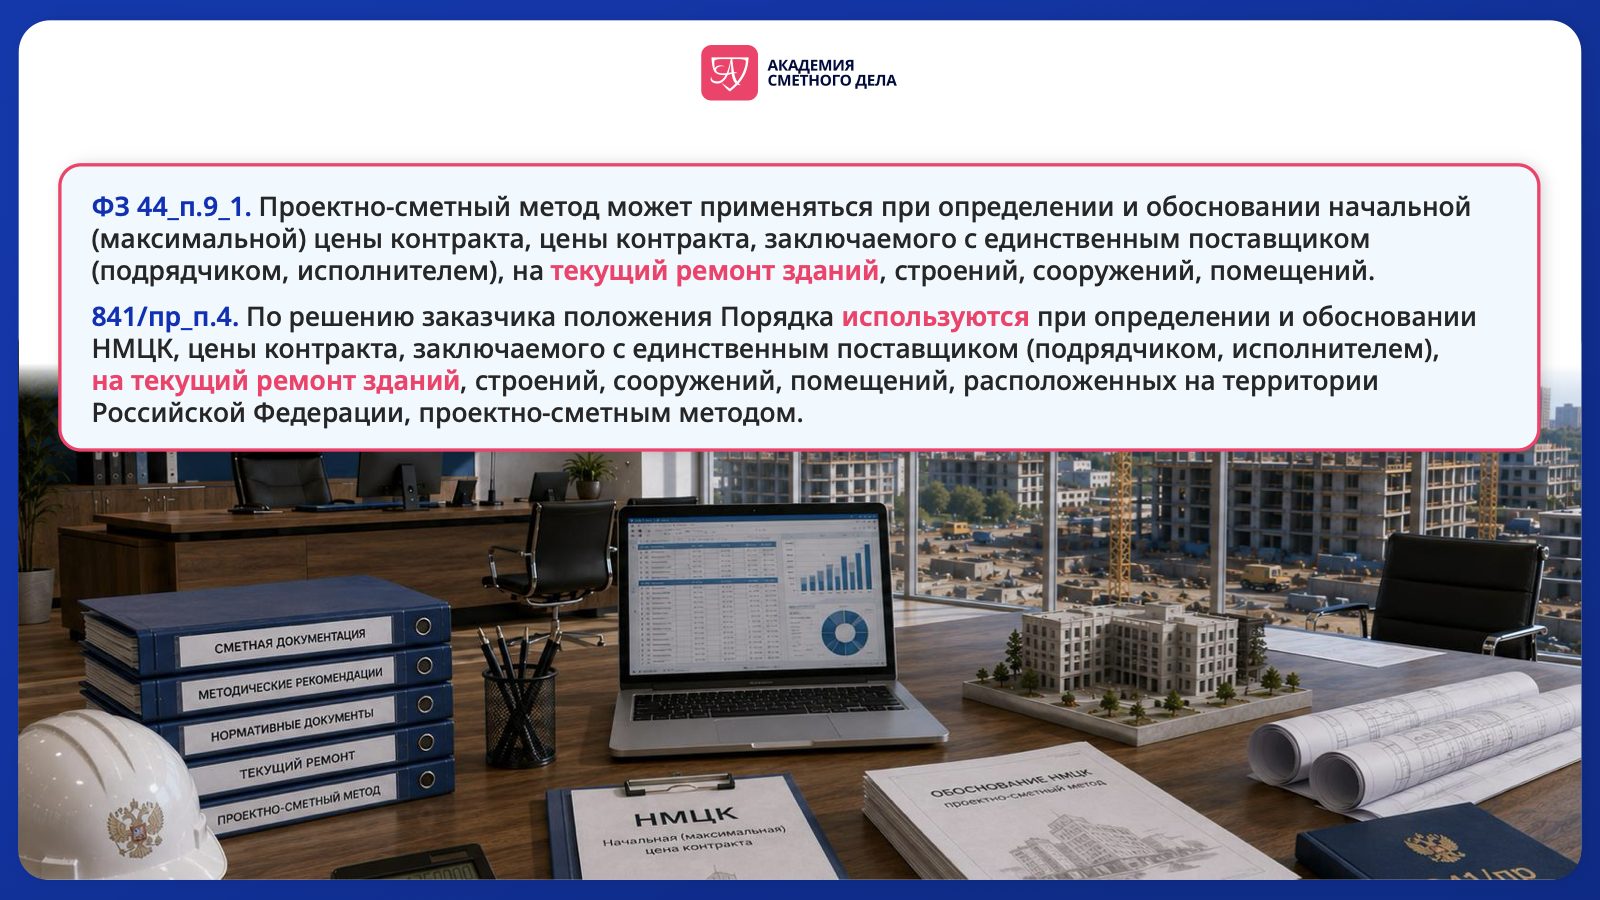 АКАДЕМИЯ
СМЕТНОГО ДЕЛА
ФЗ 44_п.9_1. Проектно-сметный метод может применяться при определении и обосновании начальной
(максимальной) цены контракта, цены контракта, заключаемого с единственным поставщиком
(подрядчиком, исполнителем), на текущий ремонт зданий, строений, сооружений, помещений.
841/пр_п.4. По решению заказчика положения Порядка используются при определении и обосновании
НМЦК, цены контракта, заключаемого с единственным поставщиком (подрядчиком, исполнителем),
на текущий ремонт зданий, строений, сооружений, помещений, расположенных на территории
Российской Федерации, проектно-сметным методом.
СМЕТНАЯ ДОКУМЕНТАЦИЯ
МЕТОДИЧЕСКИЕ РЕКОМЕНДАЦИИ
НОРМАТИВНЫЕ ДОКУМЕНТЫ
ТЕКУЩИЙ РЕМОНТ
ПРОЕКТНО-СМЕТНЫЙ МЕТОД
НМЦК
Начальная (максимальная)
цена контракта
ОБОСНОВАНИЕ НМЦК
проектно-сметный метод
841/пр